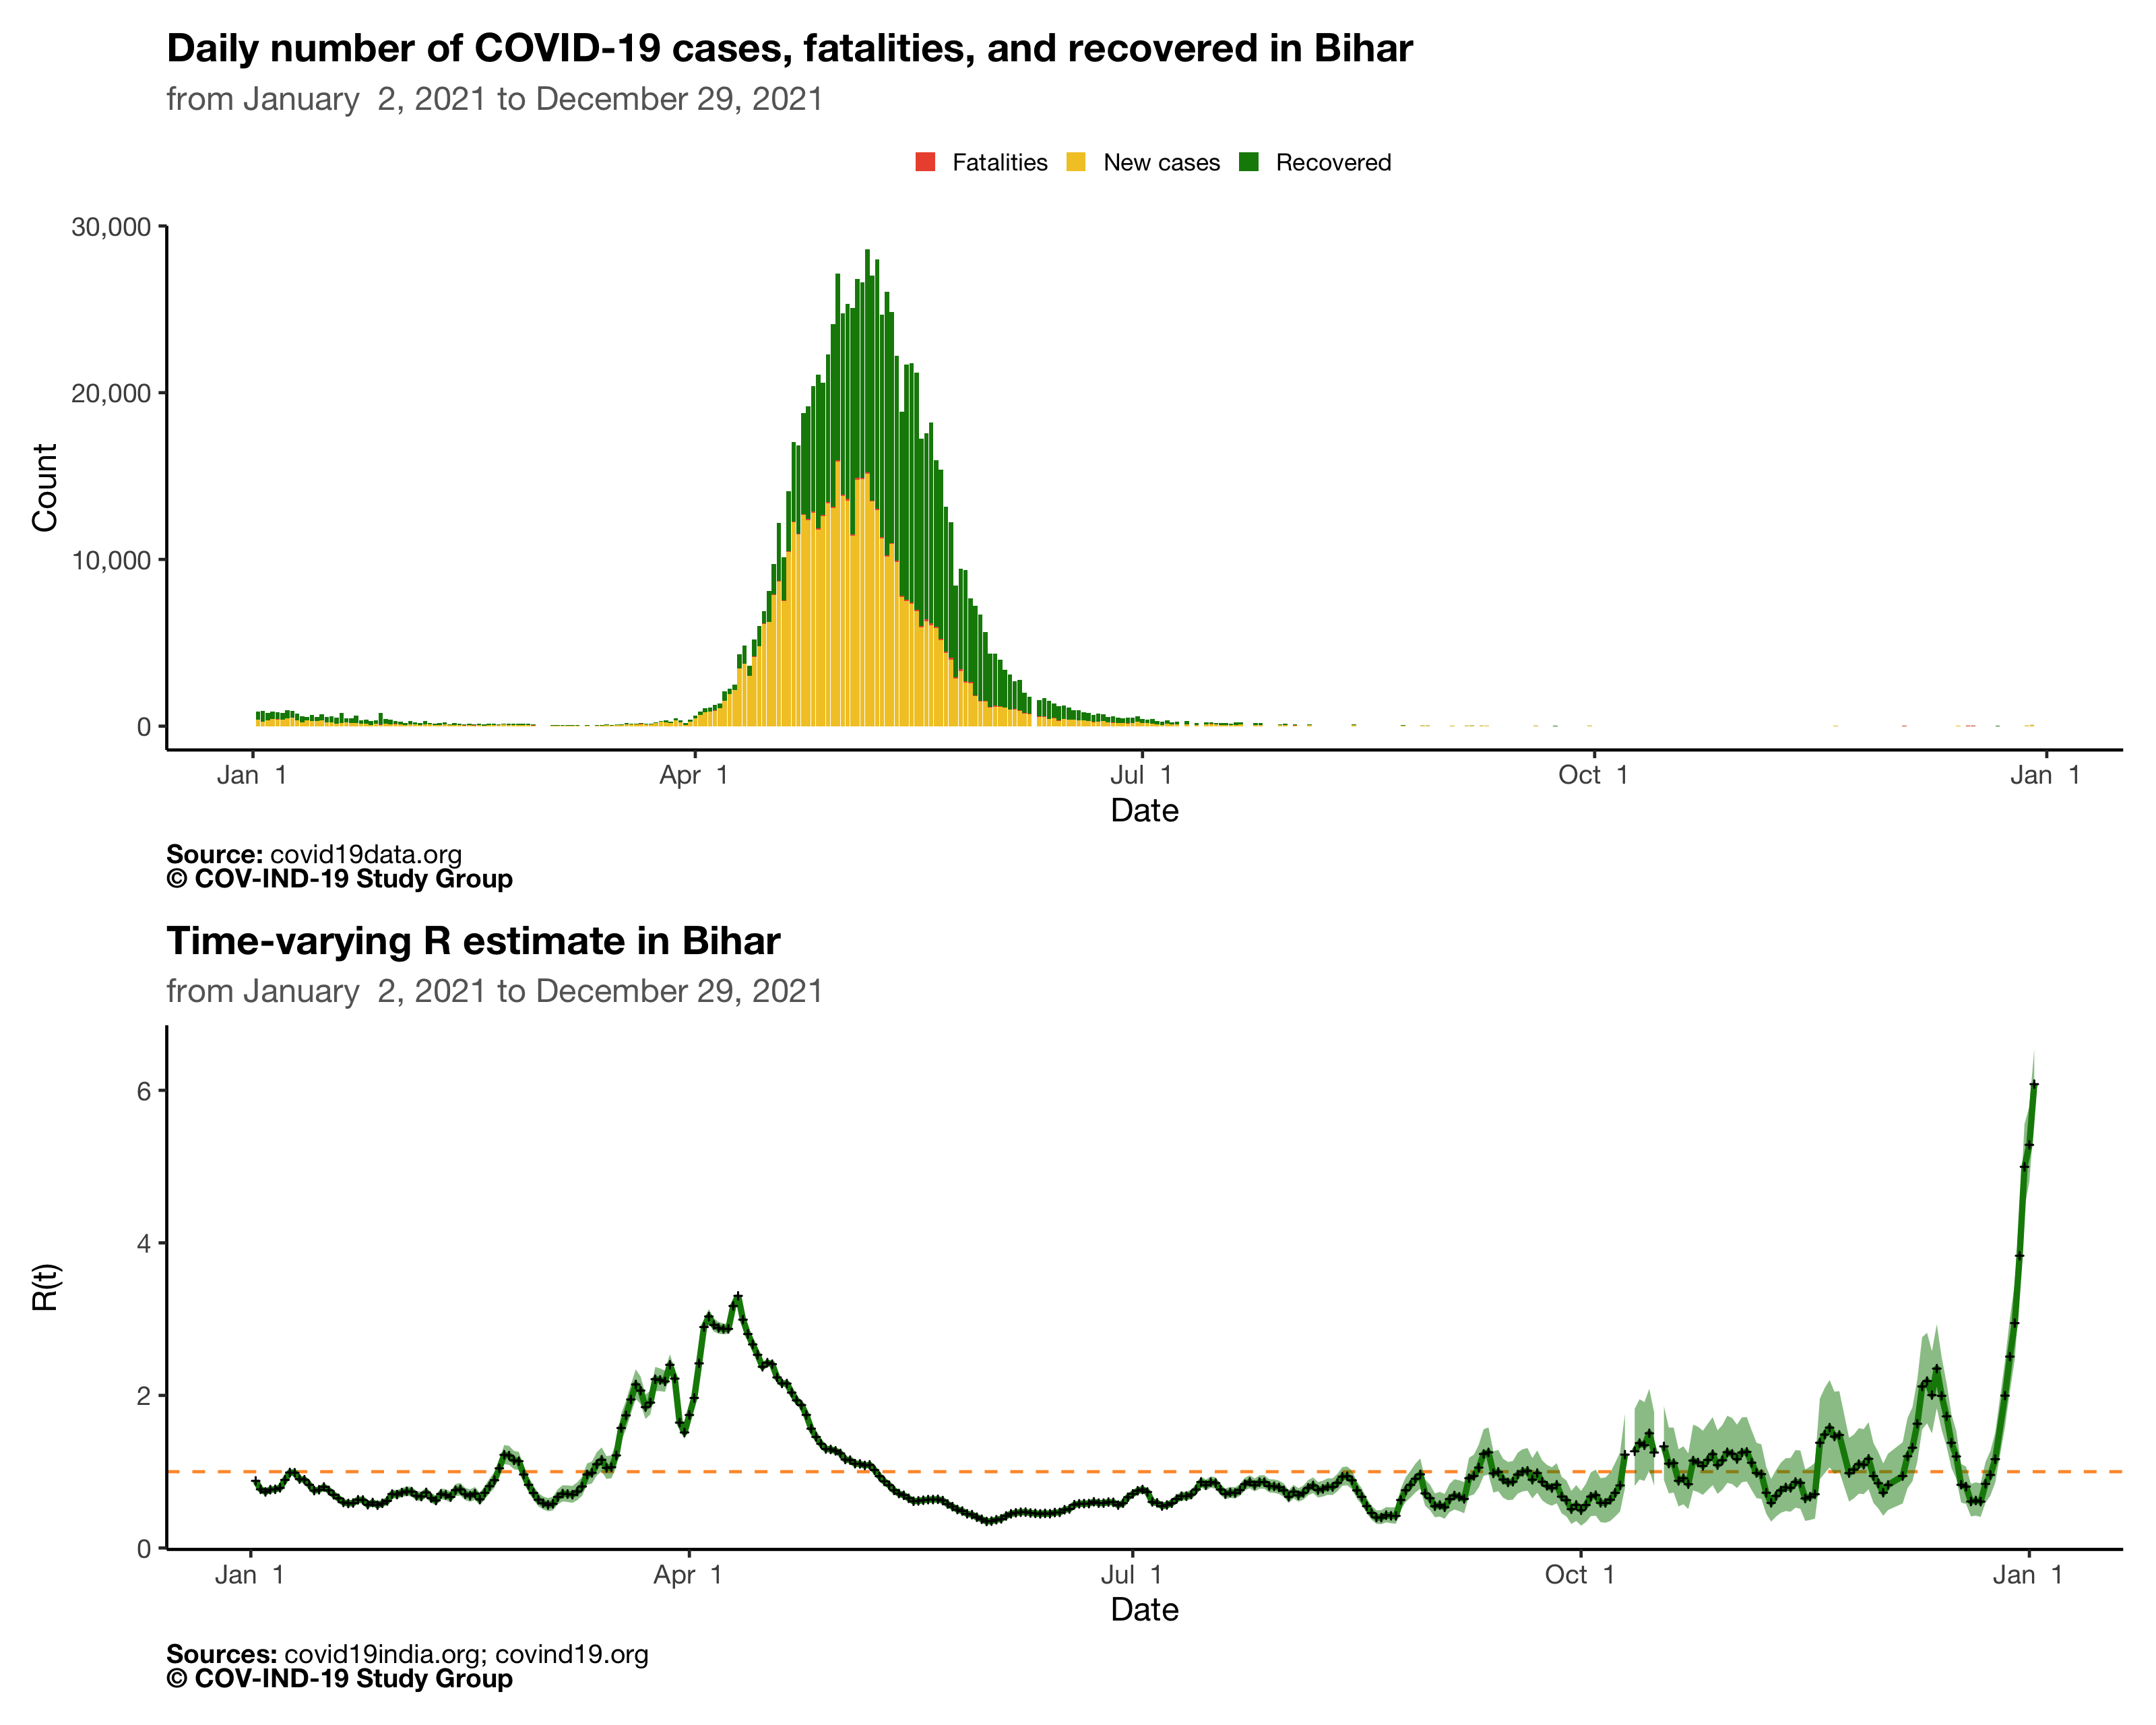 Daily number of COVID-19 cases, fatalities, and recovered in Bihar
from January  2, 2021 to December 29, 2021
Fatalities New cases Recovered
30,000
20,000
10,000
0
Count
Jan  1 Apr  1 Jul  1 Oct  1 Jan  1
Date
Source: covid19data.org
© COV-IND-19 Study Group
Time-varying R estimate in Bihar
from January  2, 2021 to December 29, 2021
6
4
2
0
R(t)
Jan  1 Apr  1 Jul  1 Oct  1 Jan  1
Date
Sources: covid19india.org; covind19.org
© COV-IND-19 Study Group